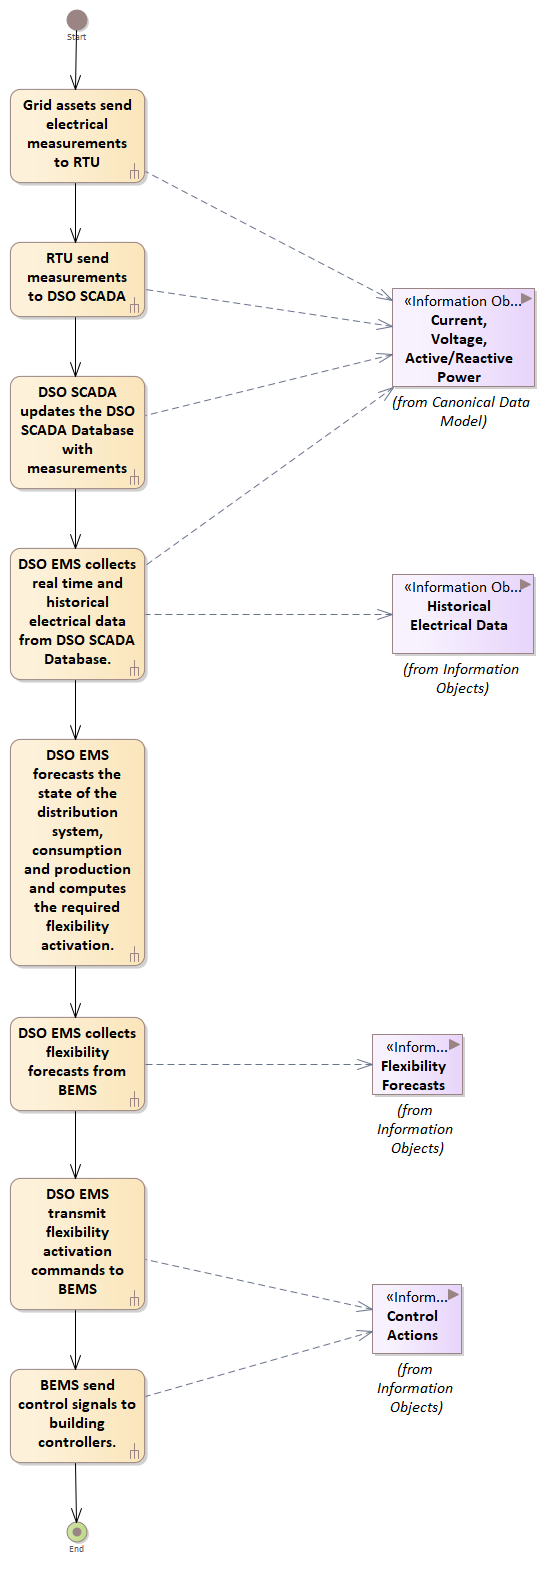 Start
Grid assets send
electrical
measurements
to RTU
RTU send
measurements
to DSO SCADA
«Information Ob...
Current,
Voltage,
Active/Reactive
Power
(from Canonical Data
Model)
DSO SCADA
updates the DSO
SCADA Database
with
measurements
DSO EMS collects
real time and
historical
electrical data
from DSO SCADA
Database.
«Information Ob...
Historical
Electrical Data
(from Information
Objects)
DSO EMS
forecasts the
state of the
distribution
system,
consumption
and production
and computes
the required
flexibility
activation.
DSO EMS collects
flexibility
forecasts from
BEMS
«Inform...
Flexibility
Forecasts
(from
Information
Objects)
DSO EMS
transmit
flexibility
activation
commands to
BEMS
«Inform...
Control
Actions
(from
Information
Objects)
BEMS send
control signals to
building
controllers.
End